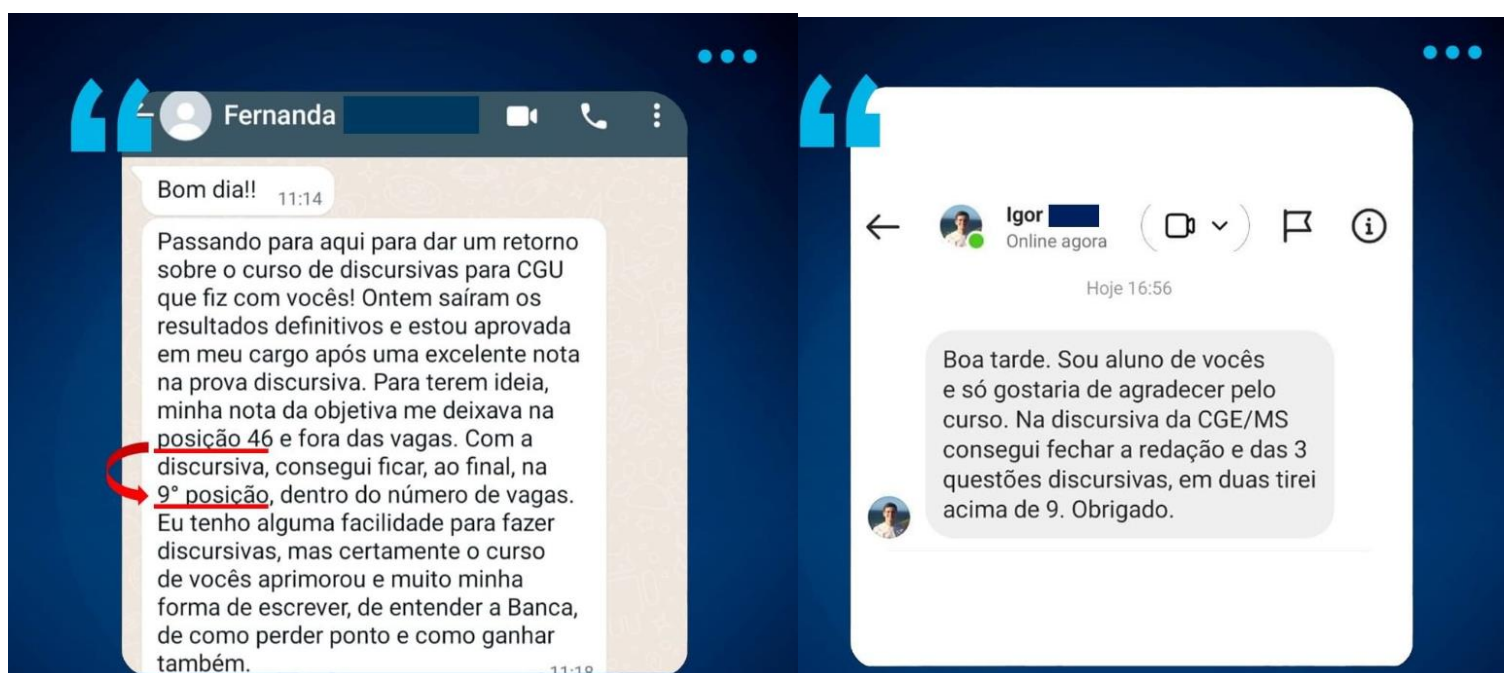 Fernanda
Bom dia!! 11:14
Passando para aqui para dar um retorno
sobre o curso de discursivas para CGU
que fiz com vocês! Ontem saíram os
resultados definitivos e estou aprovada
em meu cargo após uma excelente nota
na prova discursiva. Para terem ideia,
minha nota da objetiva me deixava na
posição 46 e fora das vagas. Com a
discursiva, consegui ficar, ao final, na
9° posição, dentro do número de vagas.
Eu tenho alguma facilidade para fazer
discursivas, mas certamente o curso
de vocês aprimorou e muito minha
forma de escrever, de entender a Banca,
de como perder ponto e como ganhar
também. 11:18
Igor
Online agora
Hoje 16:56
Boa tarde. Sou aluno de vocês
e só gostaria de agradecer pelo
curso. Na discursiva da CGE/MS
consegui fechar a redação e das 3
questões discursivas, em duas tirei
acima de 9. Obrigado.